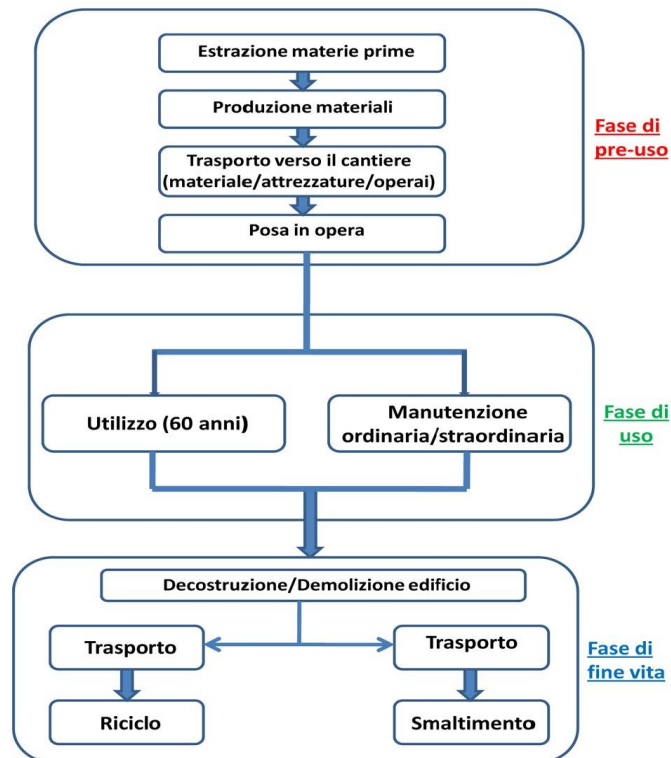 Estrazione materie prime
Produzione materiali
Trasporto verso il cantiere
(materiale/attrezzature/operai)
Posa in opera
Fase di
pre-uso
Utilizzo (60 anni)
Manutenzione
ordinaria/straordinaria
Fase di
uso
Decostruzione/Demolizione edificio
Trasporto
Trasporto
Riciclo
Smaltimento
Fase di
fine vita